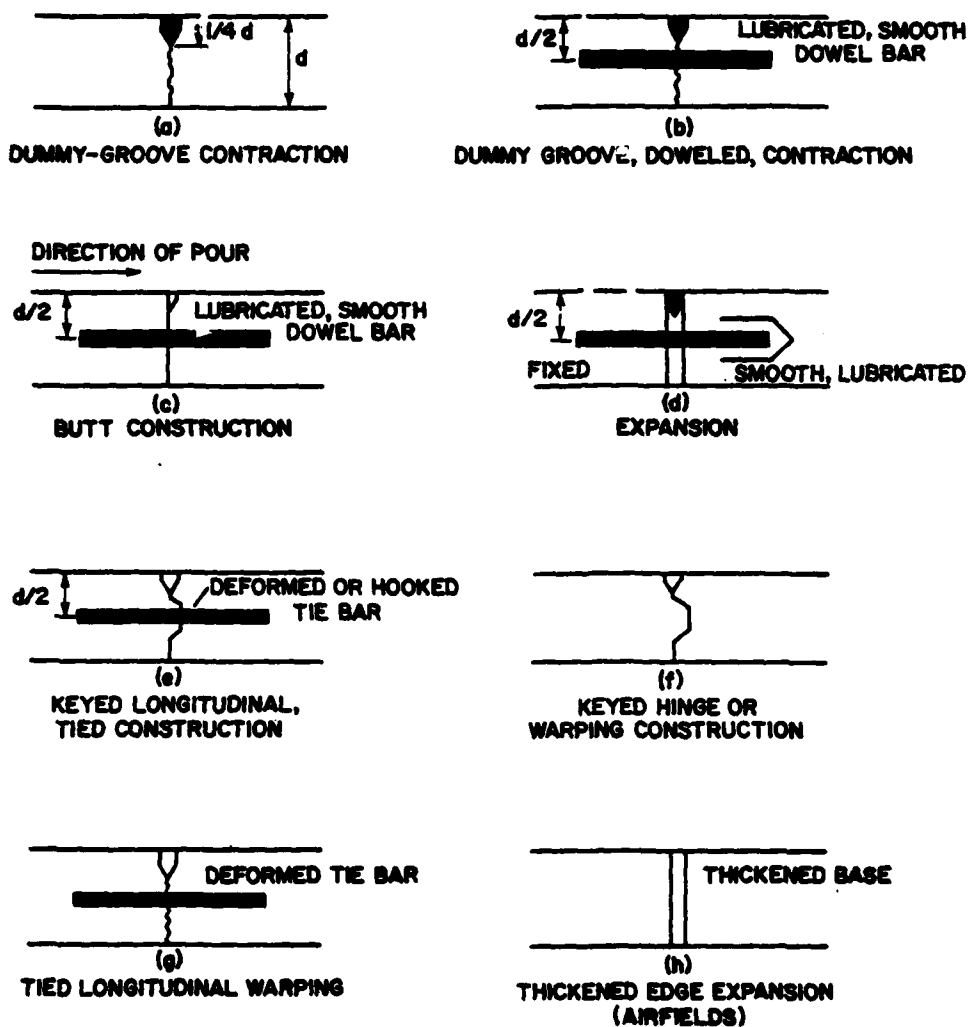 1/4 d
d
(a)
DUMMY-GROOVE CONTRACTION
d/2
LUBRICATED, SMOOTH
DOWEL BAR
(b)
DUMMY GROOVE, DOWELED, CONTRACTION
DIRECTION OF POUR
d/2
LUBRICATED, SMOOTH
DOWEL BAR
(c)
BUTT CONSTRUCTION
d/2
FIXED
SMOOTH, LUBRICATED
(d)
EXPANSION
d/2
DEFORMED OR HOOKED
TIE BAR
(e)
KEYED LONGITUDINAL,
TIED CONSTRUCTION
(f)
KEYED HINGE OR
WARPING CONSTRUCTION
DEFORMED TIE BAR
(g)
TIED LONGITUDINAL WARPING
THICKENED BASE
(h)
THICKENED EDGE EXPANSION
(AIRFIELDS)